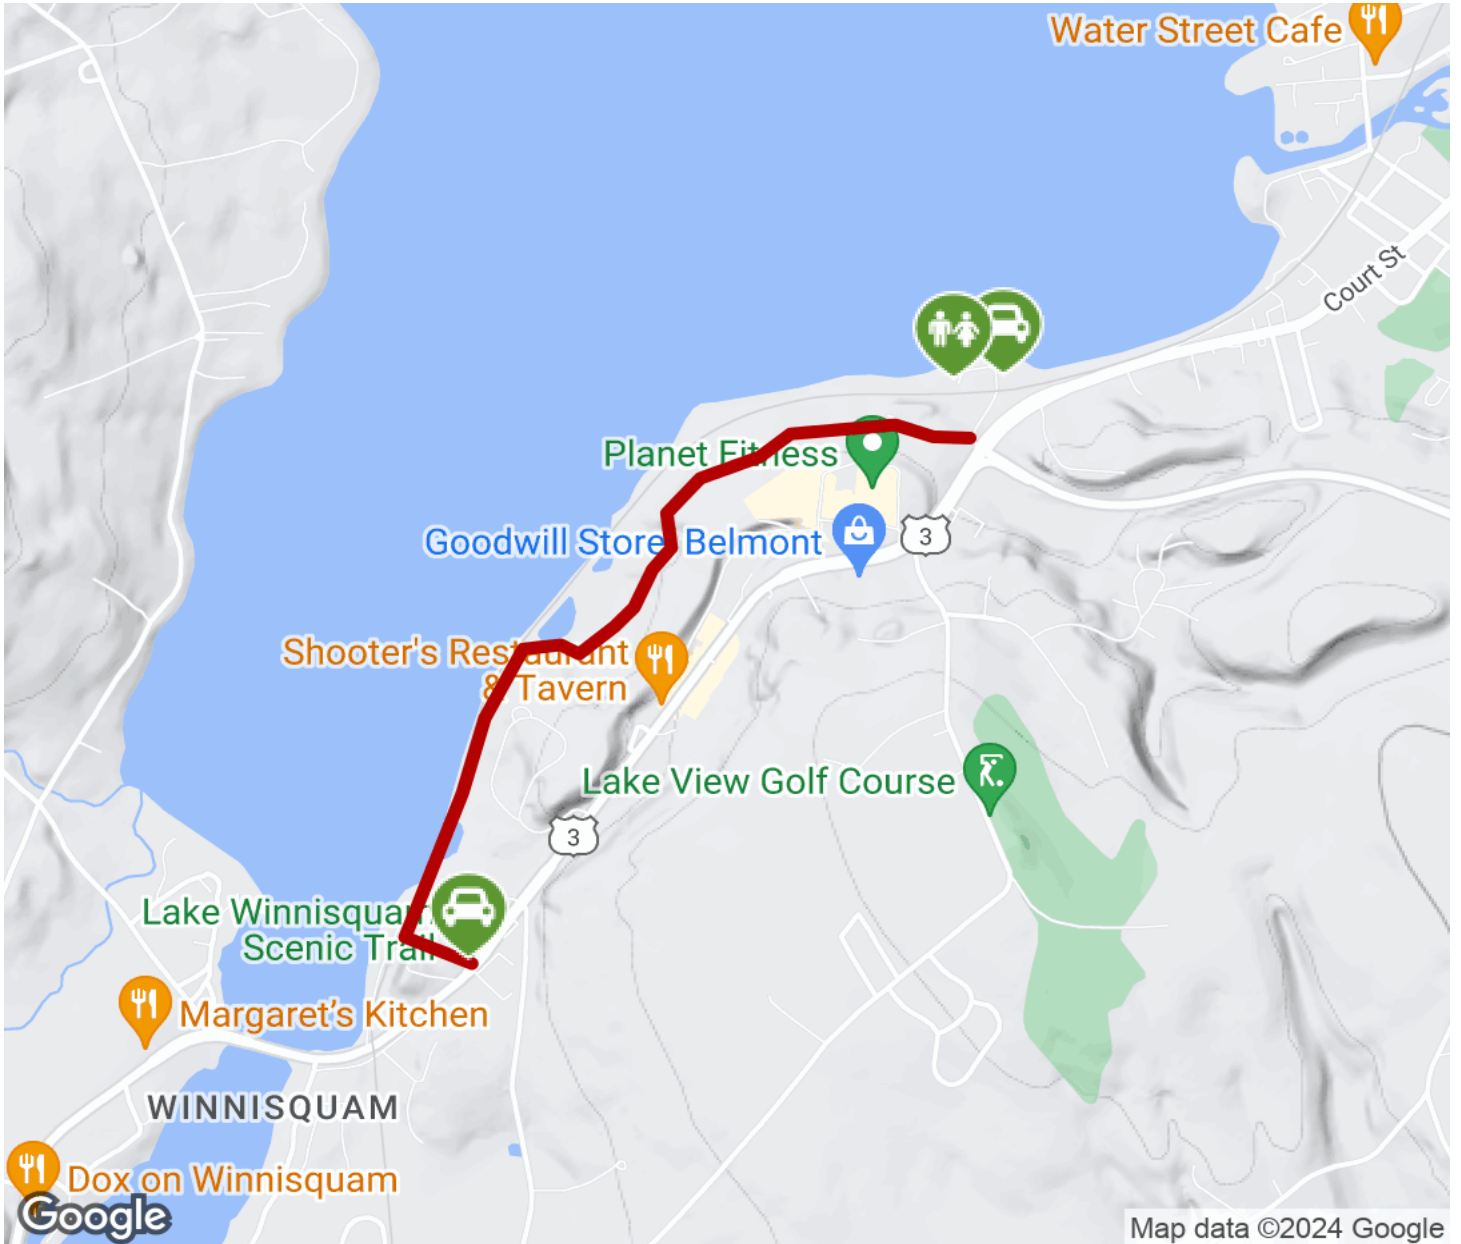 Water Street Cafe
Court St
Planet Fitness
Goodwill Store, Belmont
3
Shooter's Restaurant
& Tavern
Lake View Golf Course
3
Lake Winnisquam
Scenic Trail
Margaret's Kitchen
WINNISQUAM
Dox on Winnisquam
Google
Map data ©2024 Google